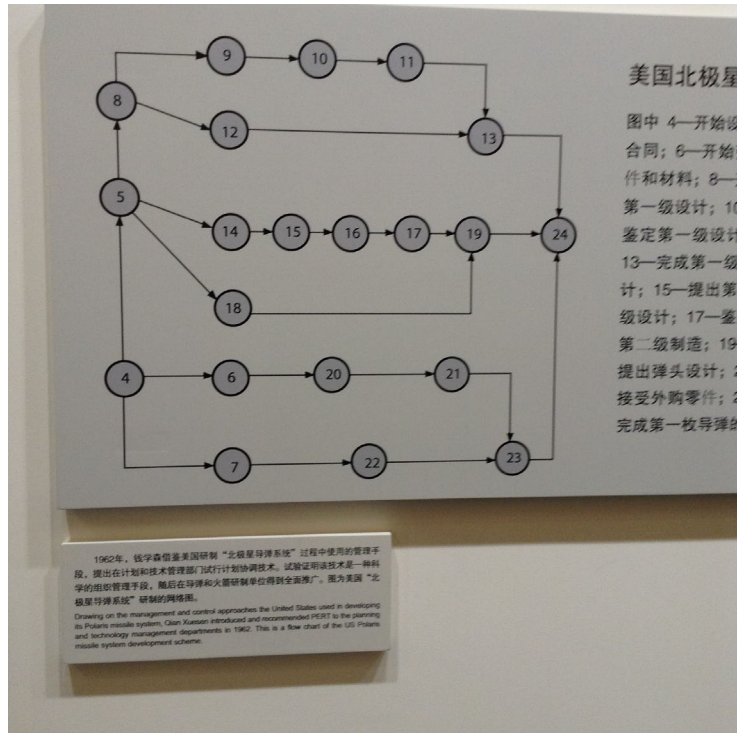 9 10 11
8
12 13
5
14 15 16 17 19 24
18
4 6 20 21
7 22 23
美国北极星
图中 4—开始设
合同；6—开始
件和材料；8—
第一级设计；10
鉴定第一级设计
13—完成第一级
计；15—提出第
级设计；17—鉴
第二级制造；19
提出弹头设计；2
接受外购零件；2
完成第一枚导弹的
1962年，钱学森借鉴美国研制“北极星导弹系统”过程中使用的管理手
段，提出在计划和技术管理部门试行计划协调技术。试验证明该技术是一种科
学的组织管理手段，随后在导弹和火箭研制单位得到全面推广。图为美国“北
极星导弹系统”研制的网络图。
Drawing on the management and control approaches the United States used in developing
its Polaris missile system, Qian Xuesen introduced and recommended PERT to the planning
and technology management departments in 1962. This is a flow chart of the US Polaris
missile system development scheme.